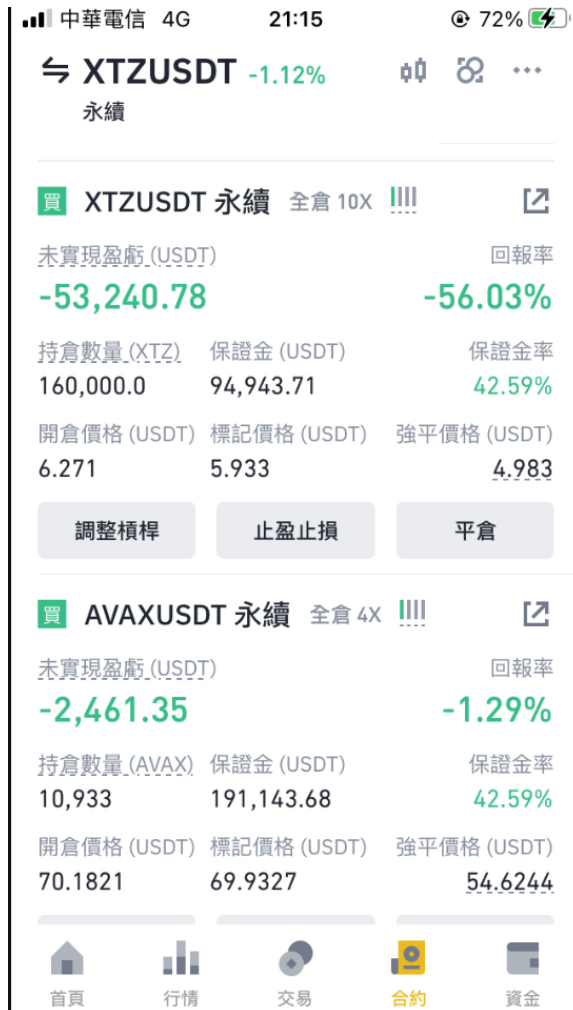 中華電信 4G 21:15 72%
XTZUSDT -1.12%
永續
買 XTZUSDT 永續 全倉 10X
未實現盈虧 (USDT) 回報率
-53,240.78 -56.03%
持倉數量 (XTZ) 保證金 (USDT) 保證金率
160,000.0 94,943.71 42.59%
開倉價格 (USDT) 標記價格 (USDT) 強平價格 (USDT)
6.271 5.933 4.983
調整槓桿 止盈止損 平倉
買 AVAXUSDT 永續 全倉 4X
未實現盈虧 (USDT) 回報率
-2,461.35 -1.29%
持倉數量 (AVAX) 保證金 (USDT) 保證金率
10,933 191,143.68 42.59%
開倉價格 (USDT) 標記價格 (USDT) 強平價格 (USDT)
70.1821 69.9327 54.6244
首頁 行情 交易 合約 資金